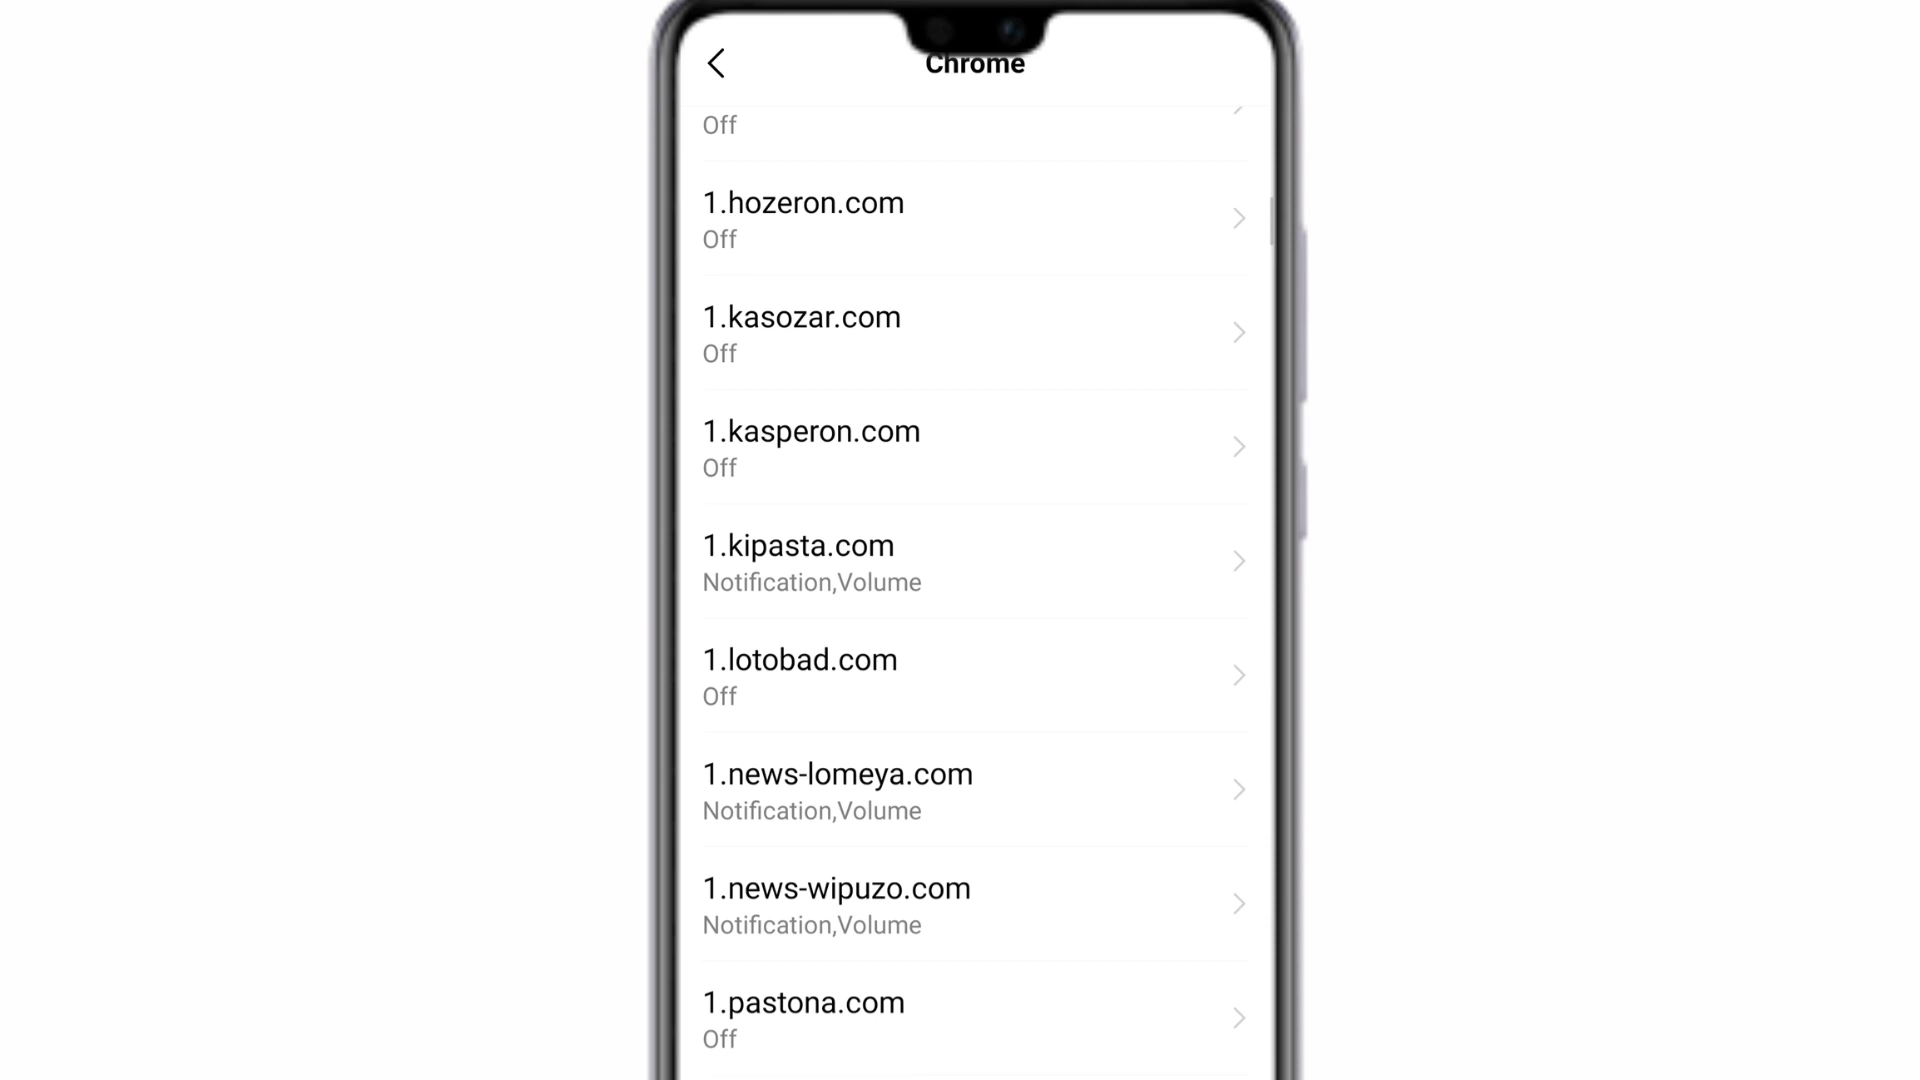 Chrome
Off
1.hozeron.com
Off
1.kasozar.com
Off
1.kasperon.com
Off
1.kipasta.com
Notification,Volume
1.lotobad.com
Off
1.news-lomeya.com
Notification,Volume
1.news-wipuzo.com
Notification,Volume
1.pastona.com
Off